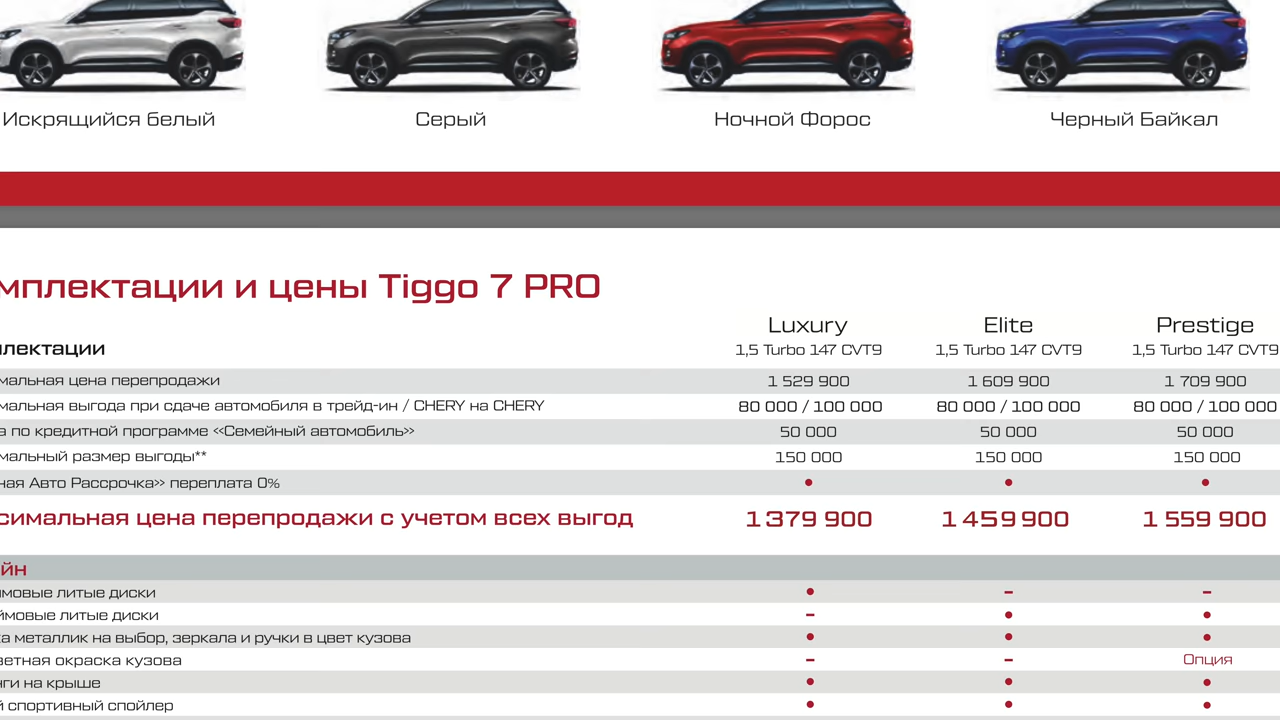 Искрящийся белый Серый Ночной Форос Черный Байкал
мплектации и цены Tiggo 7 PRO
Luxury Elite Prestige
плектации 1,5 Turbo 147 CVT9 1,5 Turbo 147 CVT9 1,5 Turbo 147 CVT9
мальная цена перепродажи 1 529 900 1 609 900 1 709 900
мальная выгода при сдаче автомобиля в трейд-ин / CHERY на CHERY 80 000 / 100 000 80 000 / 100 000 80 000 / 100 000
а по кредитной программе <<Семейный автомобиль>> 50 000 50 000 50 000
мальный размер выгоды** 150 000 150 000 150 000
ная Авто Рассрочка>> переплата 0% • • •
симальная цена перепродажи с учетом всех выгод 1 379 900 1 459 900 1 559 900
йн
ймовые литые диски • – –
ймовые литые диски – • •
ка металлик на выбор, зеркала и ручки в цвет кузова • • •
ветная окраска кузова – – Опция
нги на крыше • • •
й спортивный спойлер • • •